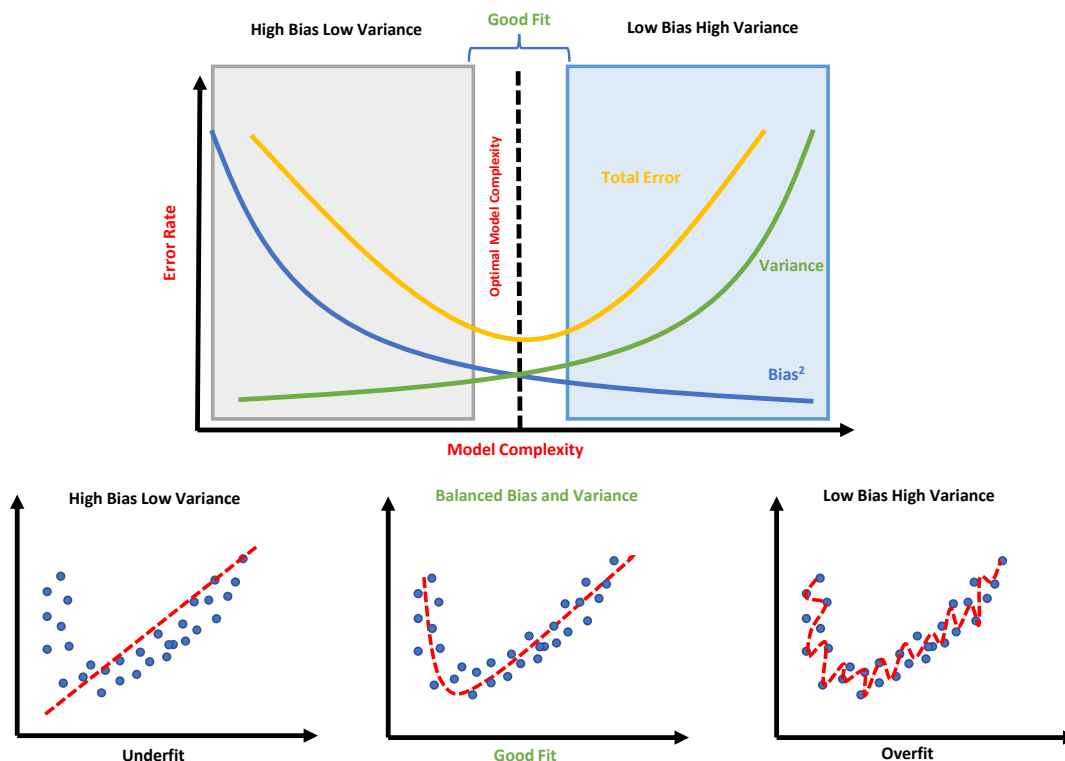 Good Fit
High Bias Low Variance
Low Bias High Variance
Error Rate
Optimal Model Complexity
Total Error
Variance
Bias²
Model Complexity
High Bias Low Variance
Balanced Bias and Variance
Low Bias High Variance
Underfit
Good Fit
Overfit